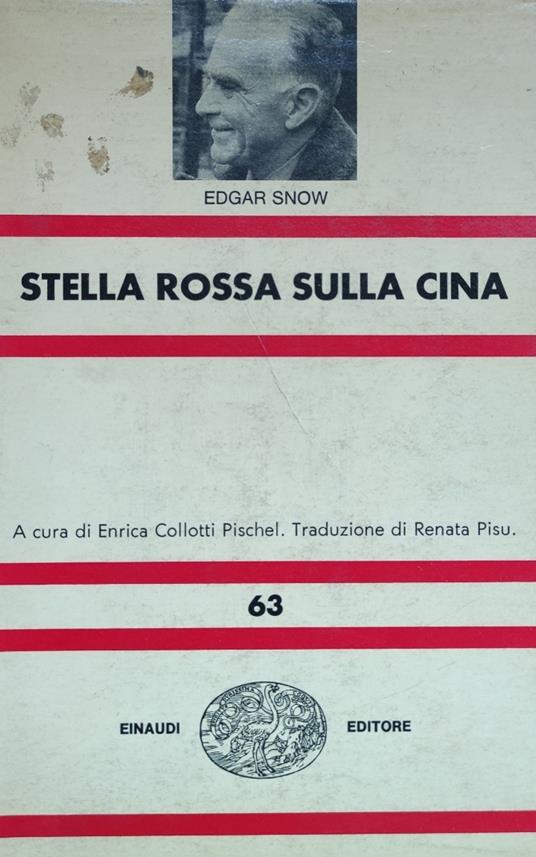 EDGAR SNOW
STELLA ROSSA SULLA CINA
A cura di Enrica Collotti Pischel. Traduzione di Renata Pisu.
63
EINAUDI EDITORE